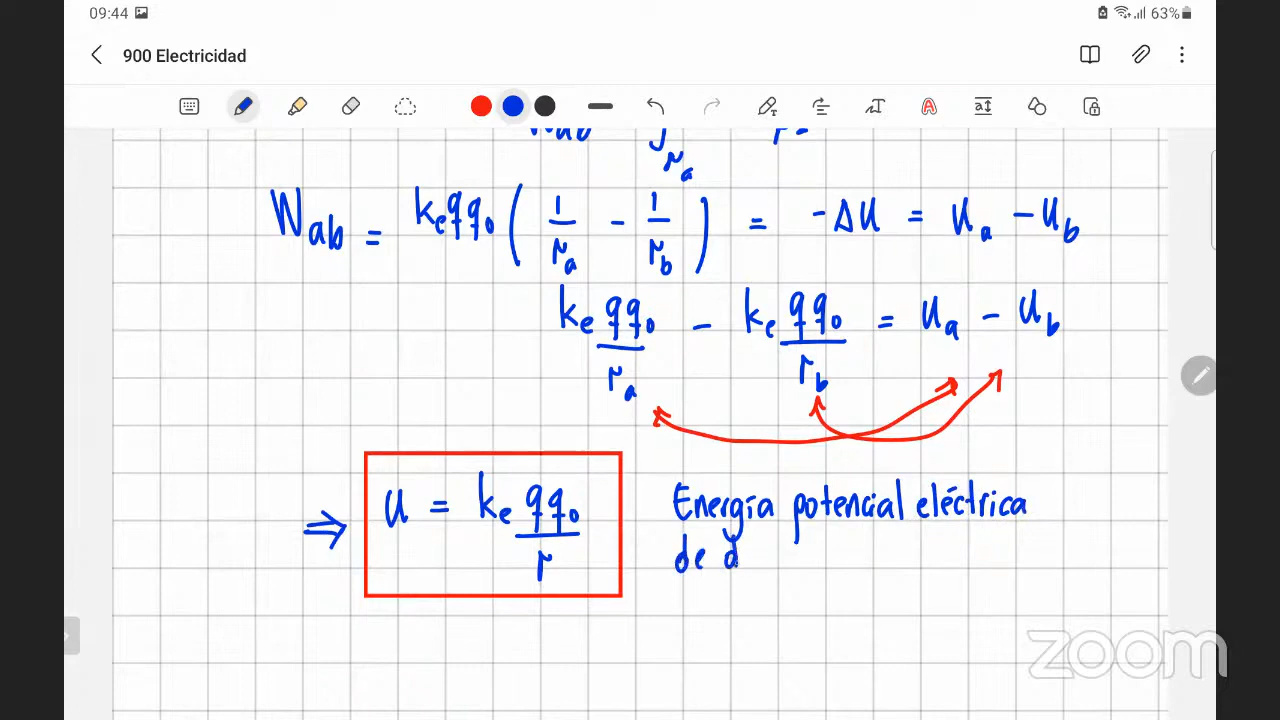 09:44 63%
900 Electricidad
r_a
W_ab = k_e q q_0 ( 1/r_a - 1/r_b ) = -ΔU = U_a - U_b
k_e q q_0 / r_a - k_e q q_0 / r_b = U_a - U_b
⇒ U = k_e q q_0 / r
Energía potencial eléctrica
de d
zoom